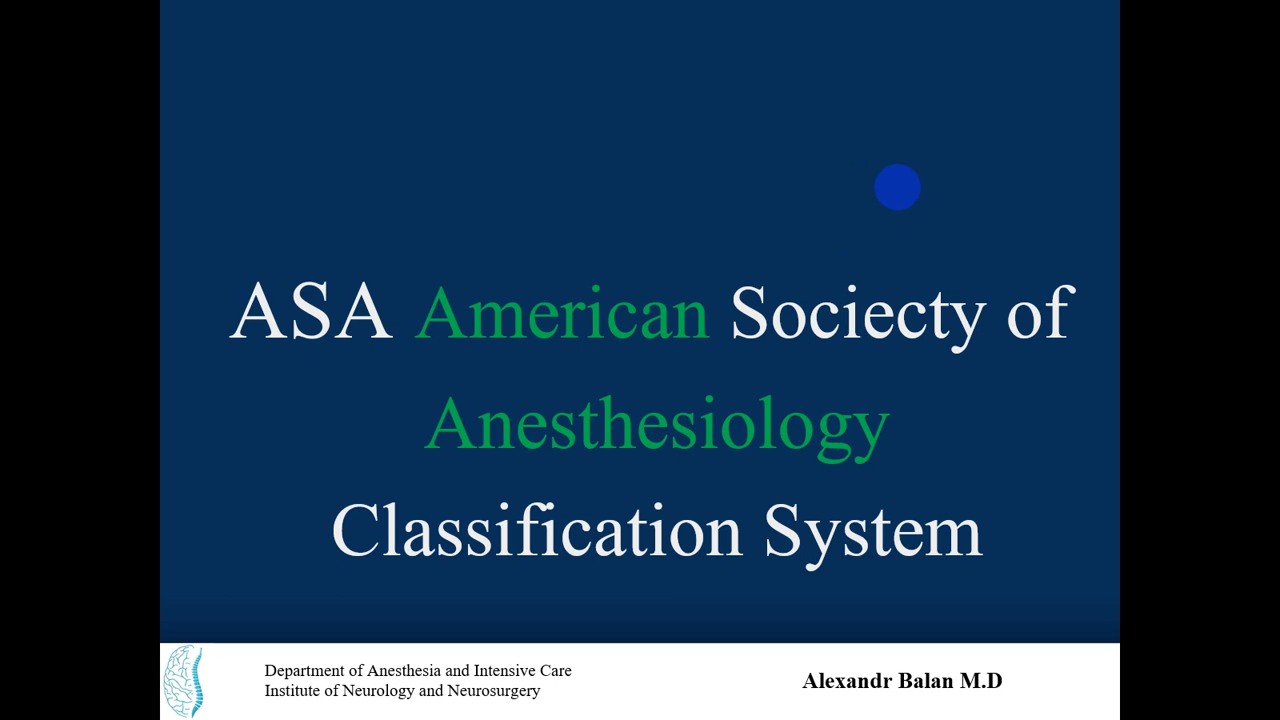 ASA American Sociecty of
Anesthesiology
Classification System
Department of Anesthesia and Intensive Care
Institute of Neurology and Neurosurgery
Alexandr Balan M.D